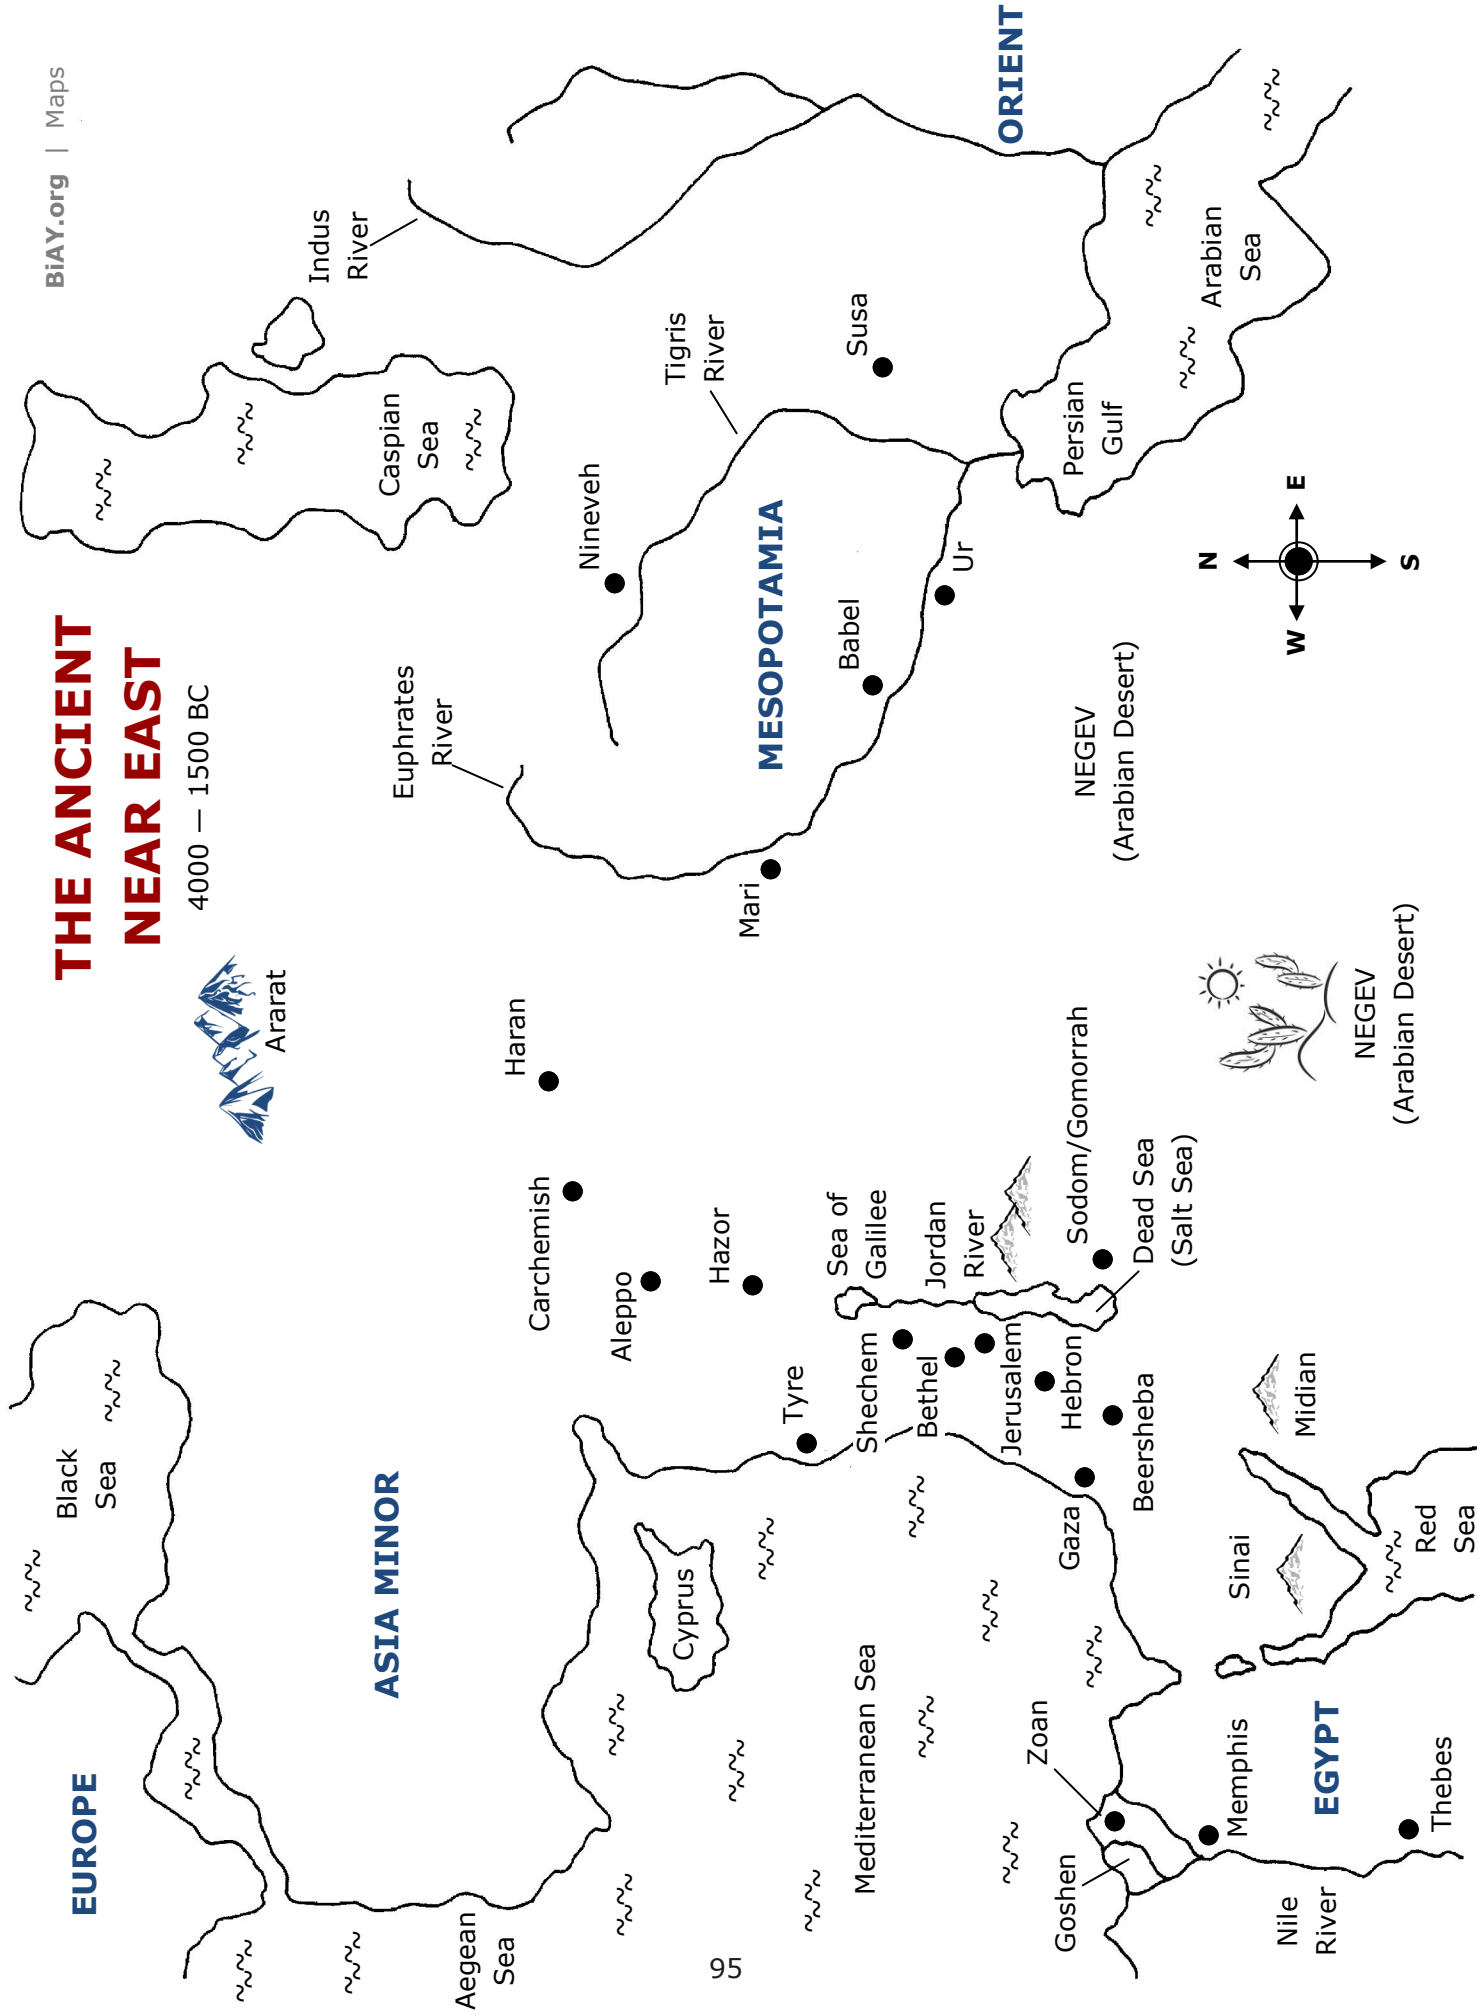 BiAY.org | Maps
THE ANCIENT
NEAR EAST
4000 — 1500 BC
EUROPE
Black
Sea
Ararat
Caspian
Sea
Indus
River
ASIA MINOR
Aegean
Sea
Carchemish
Haran
Euphrates
River
Nineveh
Tigris
River
Aleppo
Cyprus
Hazor
Mari
MESOPOTAMIA
Tyre
Babel
Susa
Mediterranean Sea
Sea of
Galilee
Shechem
Bethel
Jordan
River
Ur
ORIENT
Jerusalem
Hebron
Sodom/Gomorrah
Gaza
Beersheba
Dead Sea
(Salt Sea)
NEGEV
(Arabian Desert)
Persian
Gulf
Arabian
Sea
Zoan
Goshen
Memphis
Sinai
Midian
N
W
E
S
NEGEV
(Arabian Desert)
Nile
River
EGYPT
Thebes
Red
Sea
95